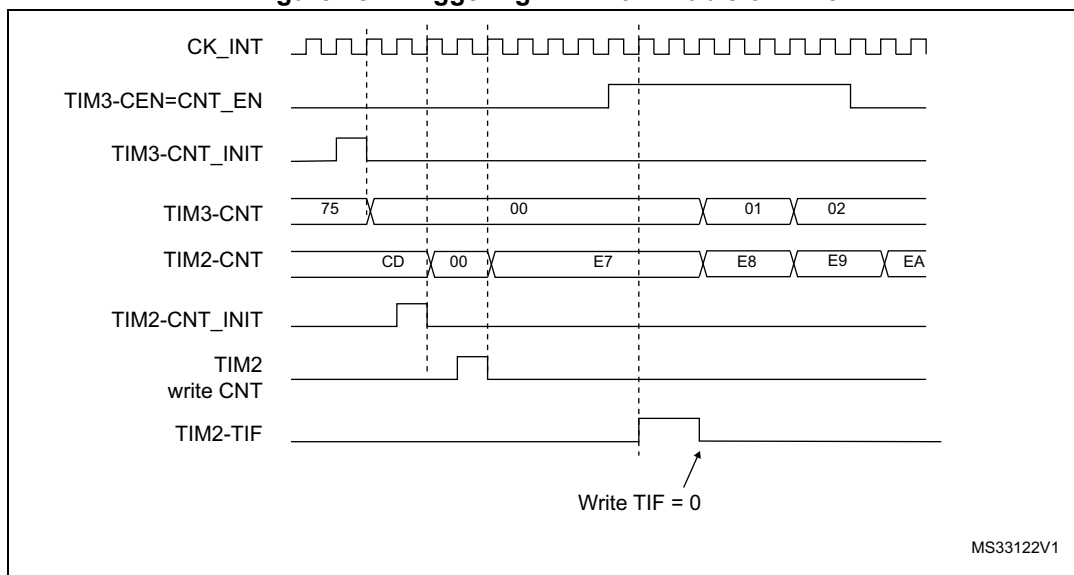 CK_INT
TIM3-CEN=CNT_EN
TIM3-CNT_INIT
TIM3-CNT 75 00 01 02
TIM2-CNT CD 00 E7 E8 E9 EA
TIM2-CNT_INIT
TIM2
write CNT
TIM2-TIF
Write TIF = 0
MS33122V1